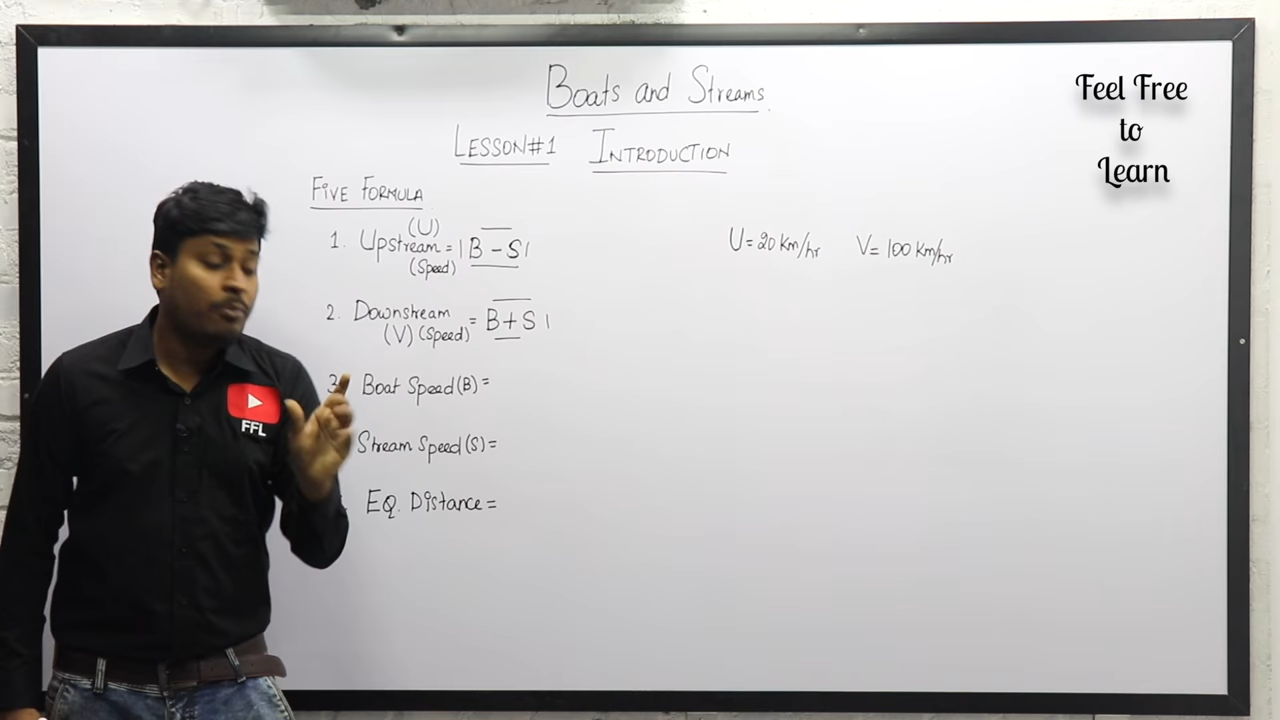 Boats and Streams
LESSON#1 INTRODUCTION
Feel Free
to
Learn
FIVE FORMULA
(U)
1. Upstream = | B - S |
(Speed)
2. Downstream = B + S |
(V) (Speed)
3. Boat Speed (B) =
Stream Speed (S) =
EQ. Distance =
U = 20 km/hr V = 100 km/hr
FFL